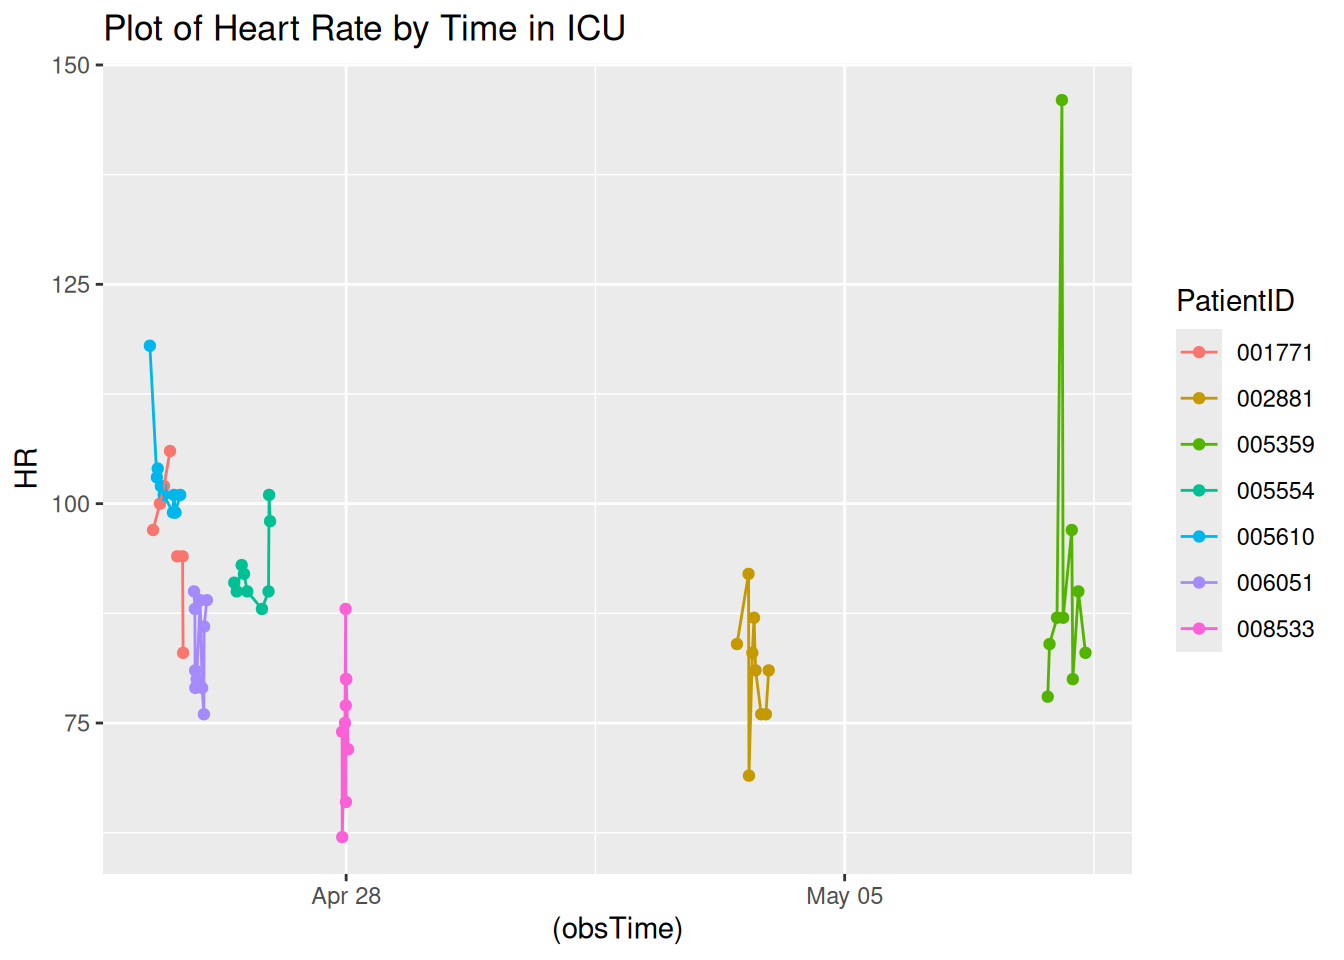 Plot of Heart Rate by Time in ICU
150
125
100
75
HR
Apr 28
May 05
(obsTime)
PatientID
001771
002881
005359
005554
005610
006051
008533